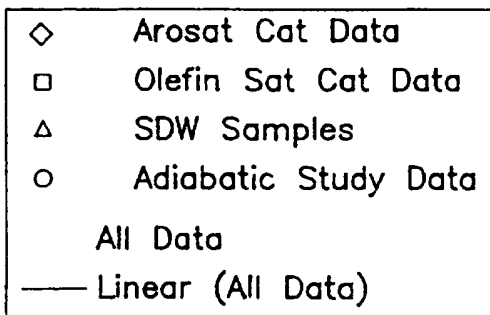 Arosat Cat Data
Olefin Sat Cat Data
SDW Samples
Adiabatic Study Data
All Data
Linear (All Data)